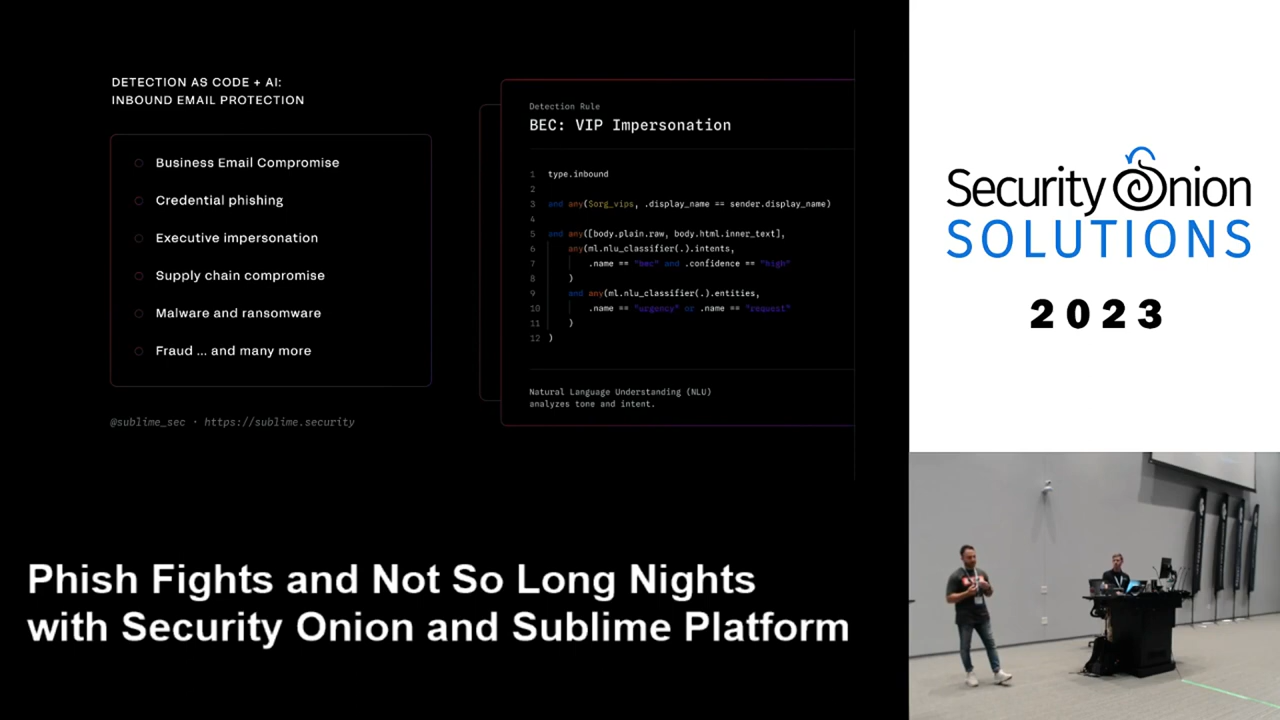 DETECTION AS CODE + AI:
INBOUND EMAIL PROTECTION
Business Email Compromise
Credential phishing
Executive impersonation
Supply chain compromise
Malware and ransomware
Fraud ... and many more
@sublime_sec · https://sublime.security
Detection Rule
BEC: VIP Impersonation
1 type.inbound
2
3 and any($org_vips, .display_name == sender.display_name)
4
5 and any([body.plain.raw, body.html.inner_text],
6 any(ml.nlu_classifier(.).intents,
7 .name == "bec" and .confidence == "high"
8 )
9 and any(ml.nlu_classifier(.).entities,
10 .name == "urgency" or .name == "request"
11 )
12 )
Natural Language Understanding (NLU)
analyzes tone and intent.
Security Onion
SOLUTIONS
2023
Phish Fights and Not So Long Nights
with Security Onion and Sublime Platform